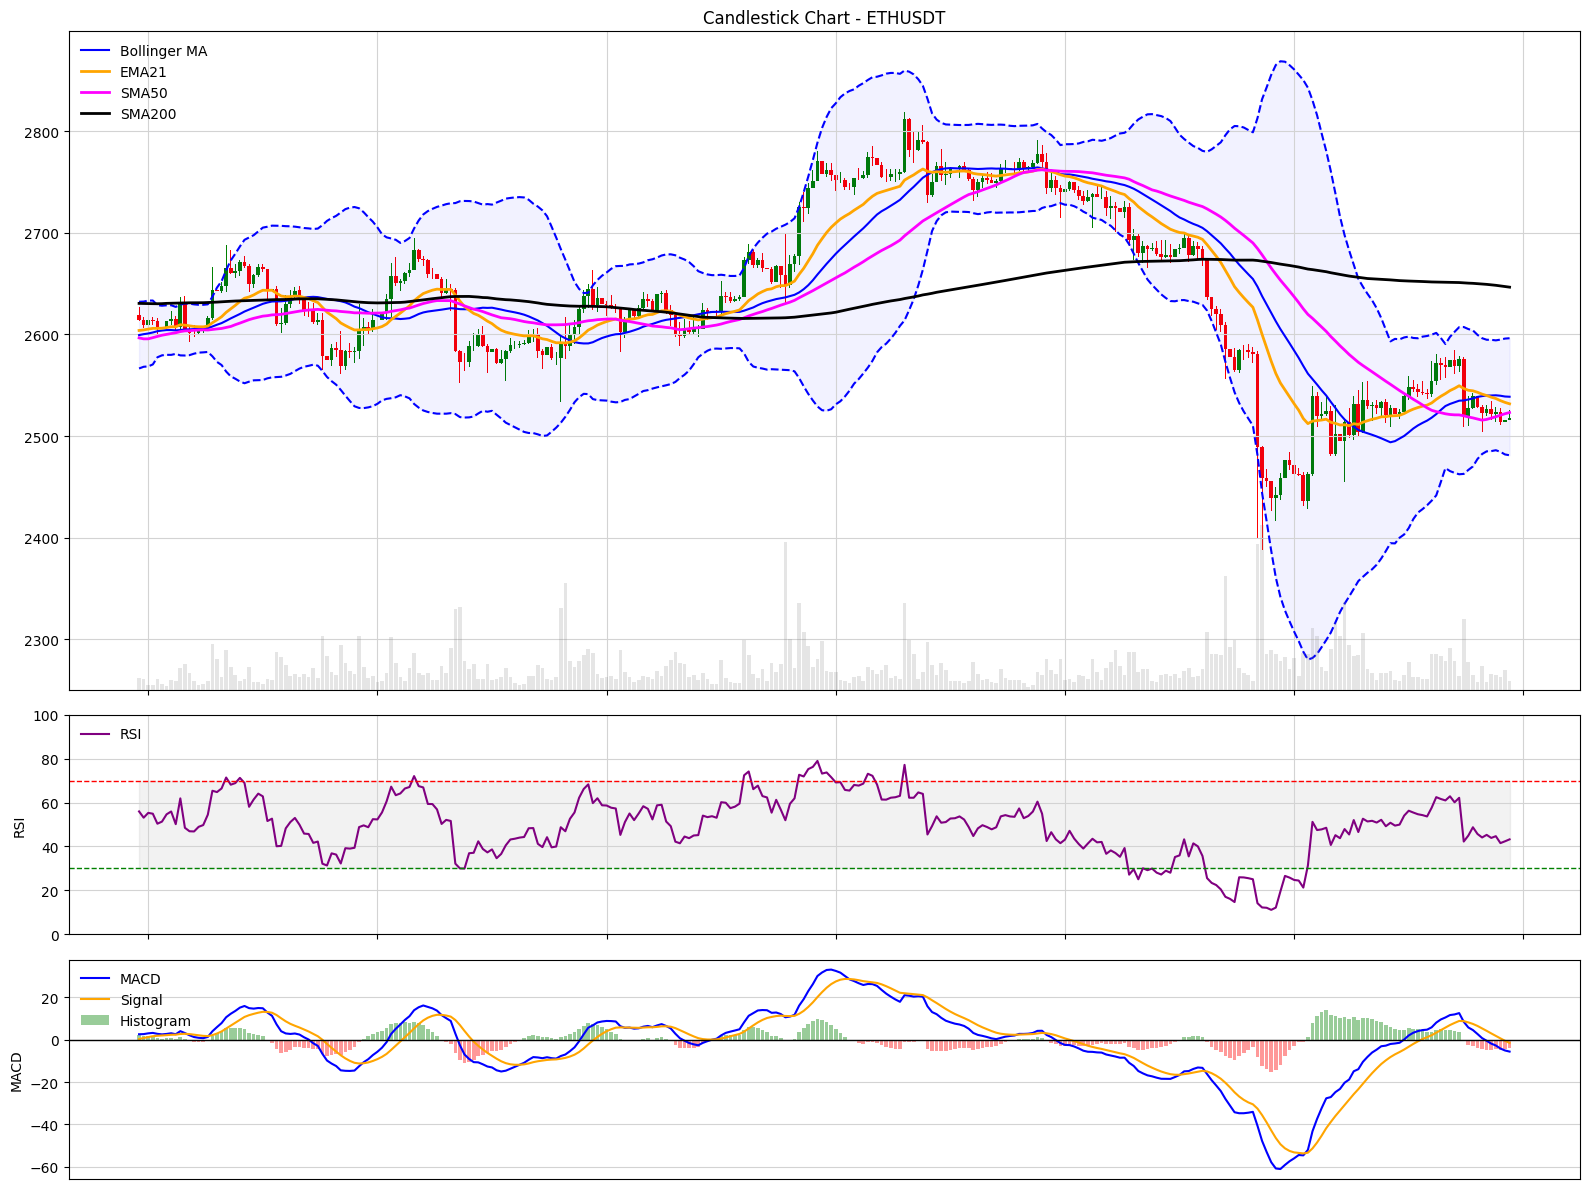 Candlestick Chart - ETHUSDT
Bollinger MA
EMA21
SMA50
SMA200
2800
2700
2600
2500
2400
2300
100
80
60
40
20
0
RSI
RSI
20
0
−20
−40
−60
MACD
MACD
Signal
Histogram